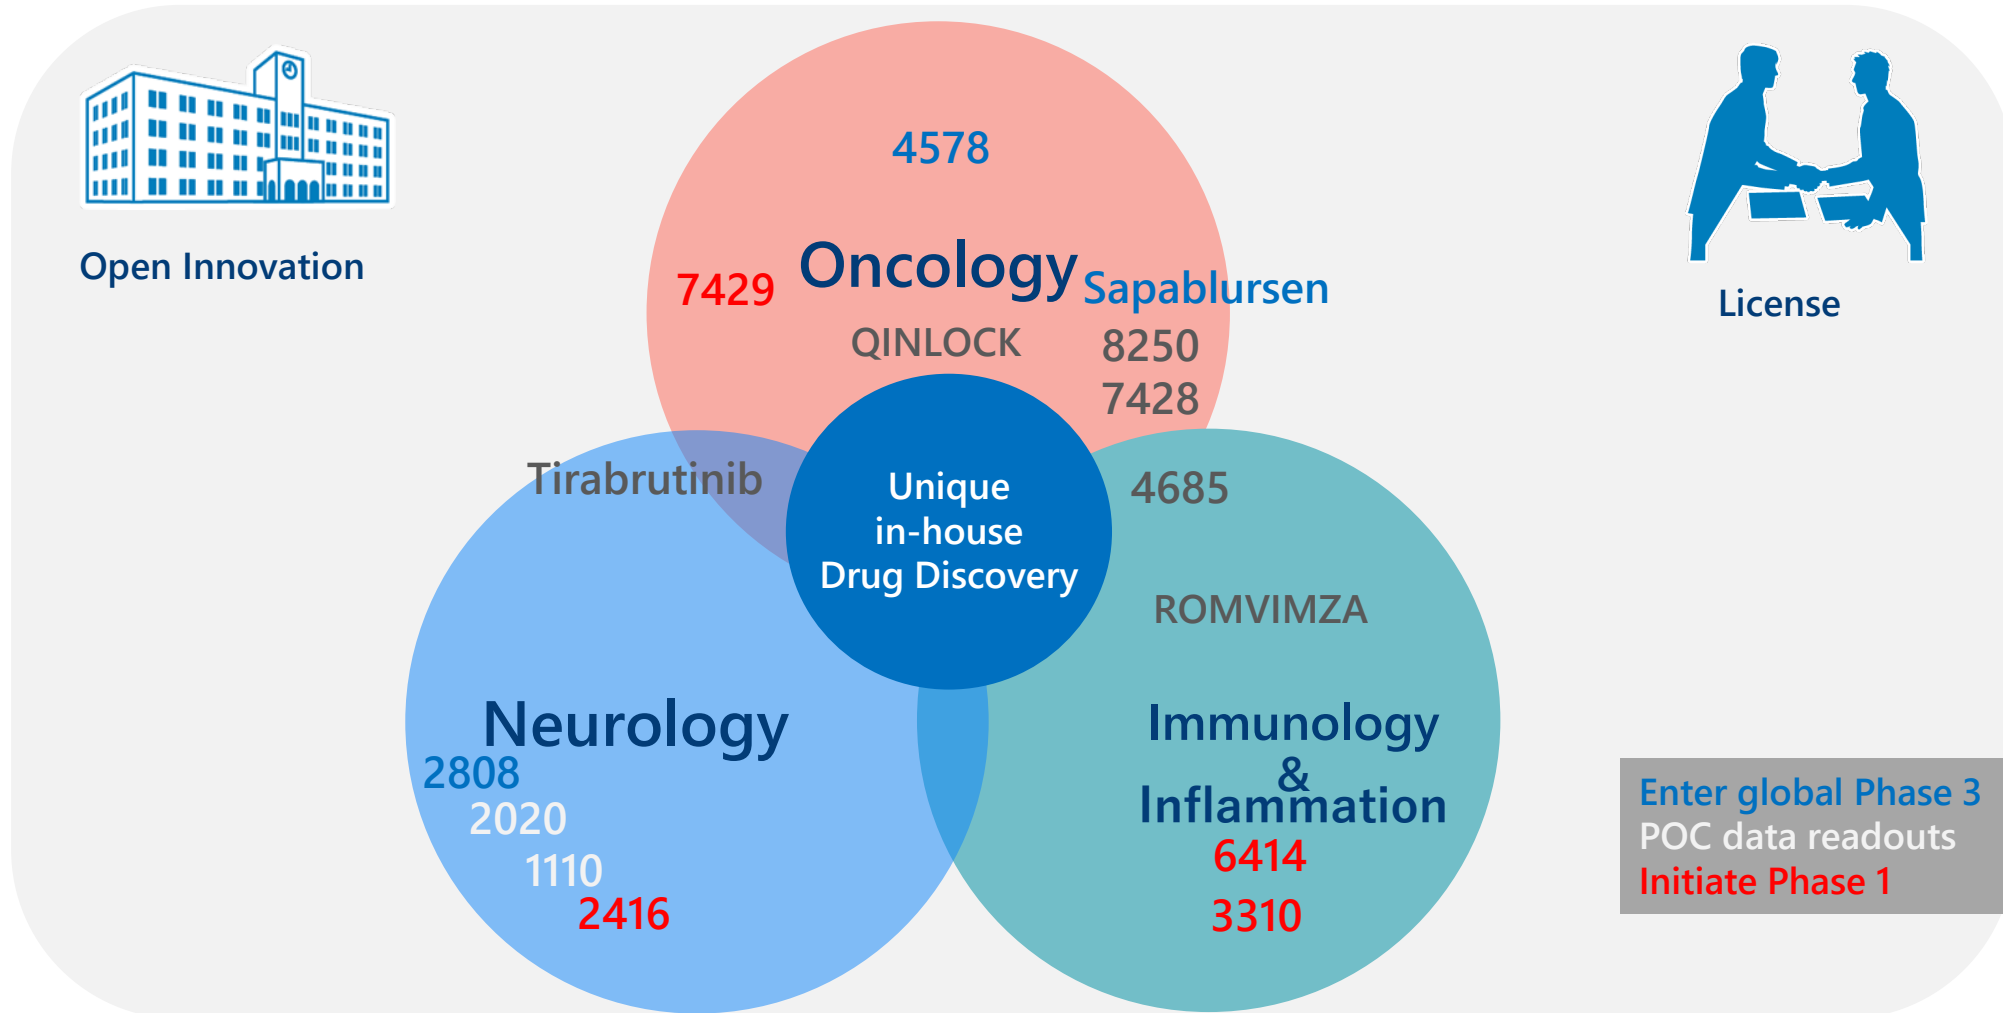 Open Innovation
License
4578
Oncology
7429
Sapablursen
QINLOCK
8250
7428
Tirabrutinib
Unique
in-house
Drug Discovery
4685
ROMVIMZA
Neurology
2808
2020
1110
2416
Immunology
&
Inflammation
6414
3310
Enter global Phase 3
POC data readouts
Initiate Phase 1